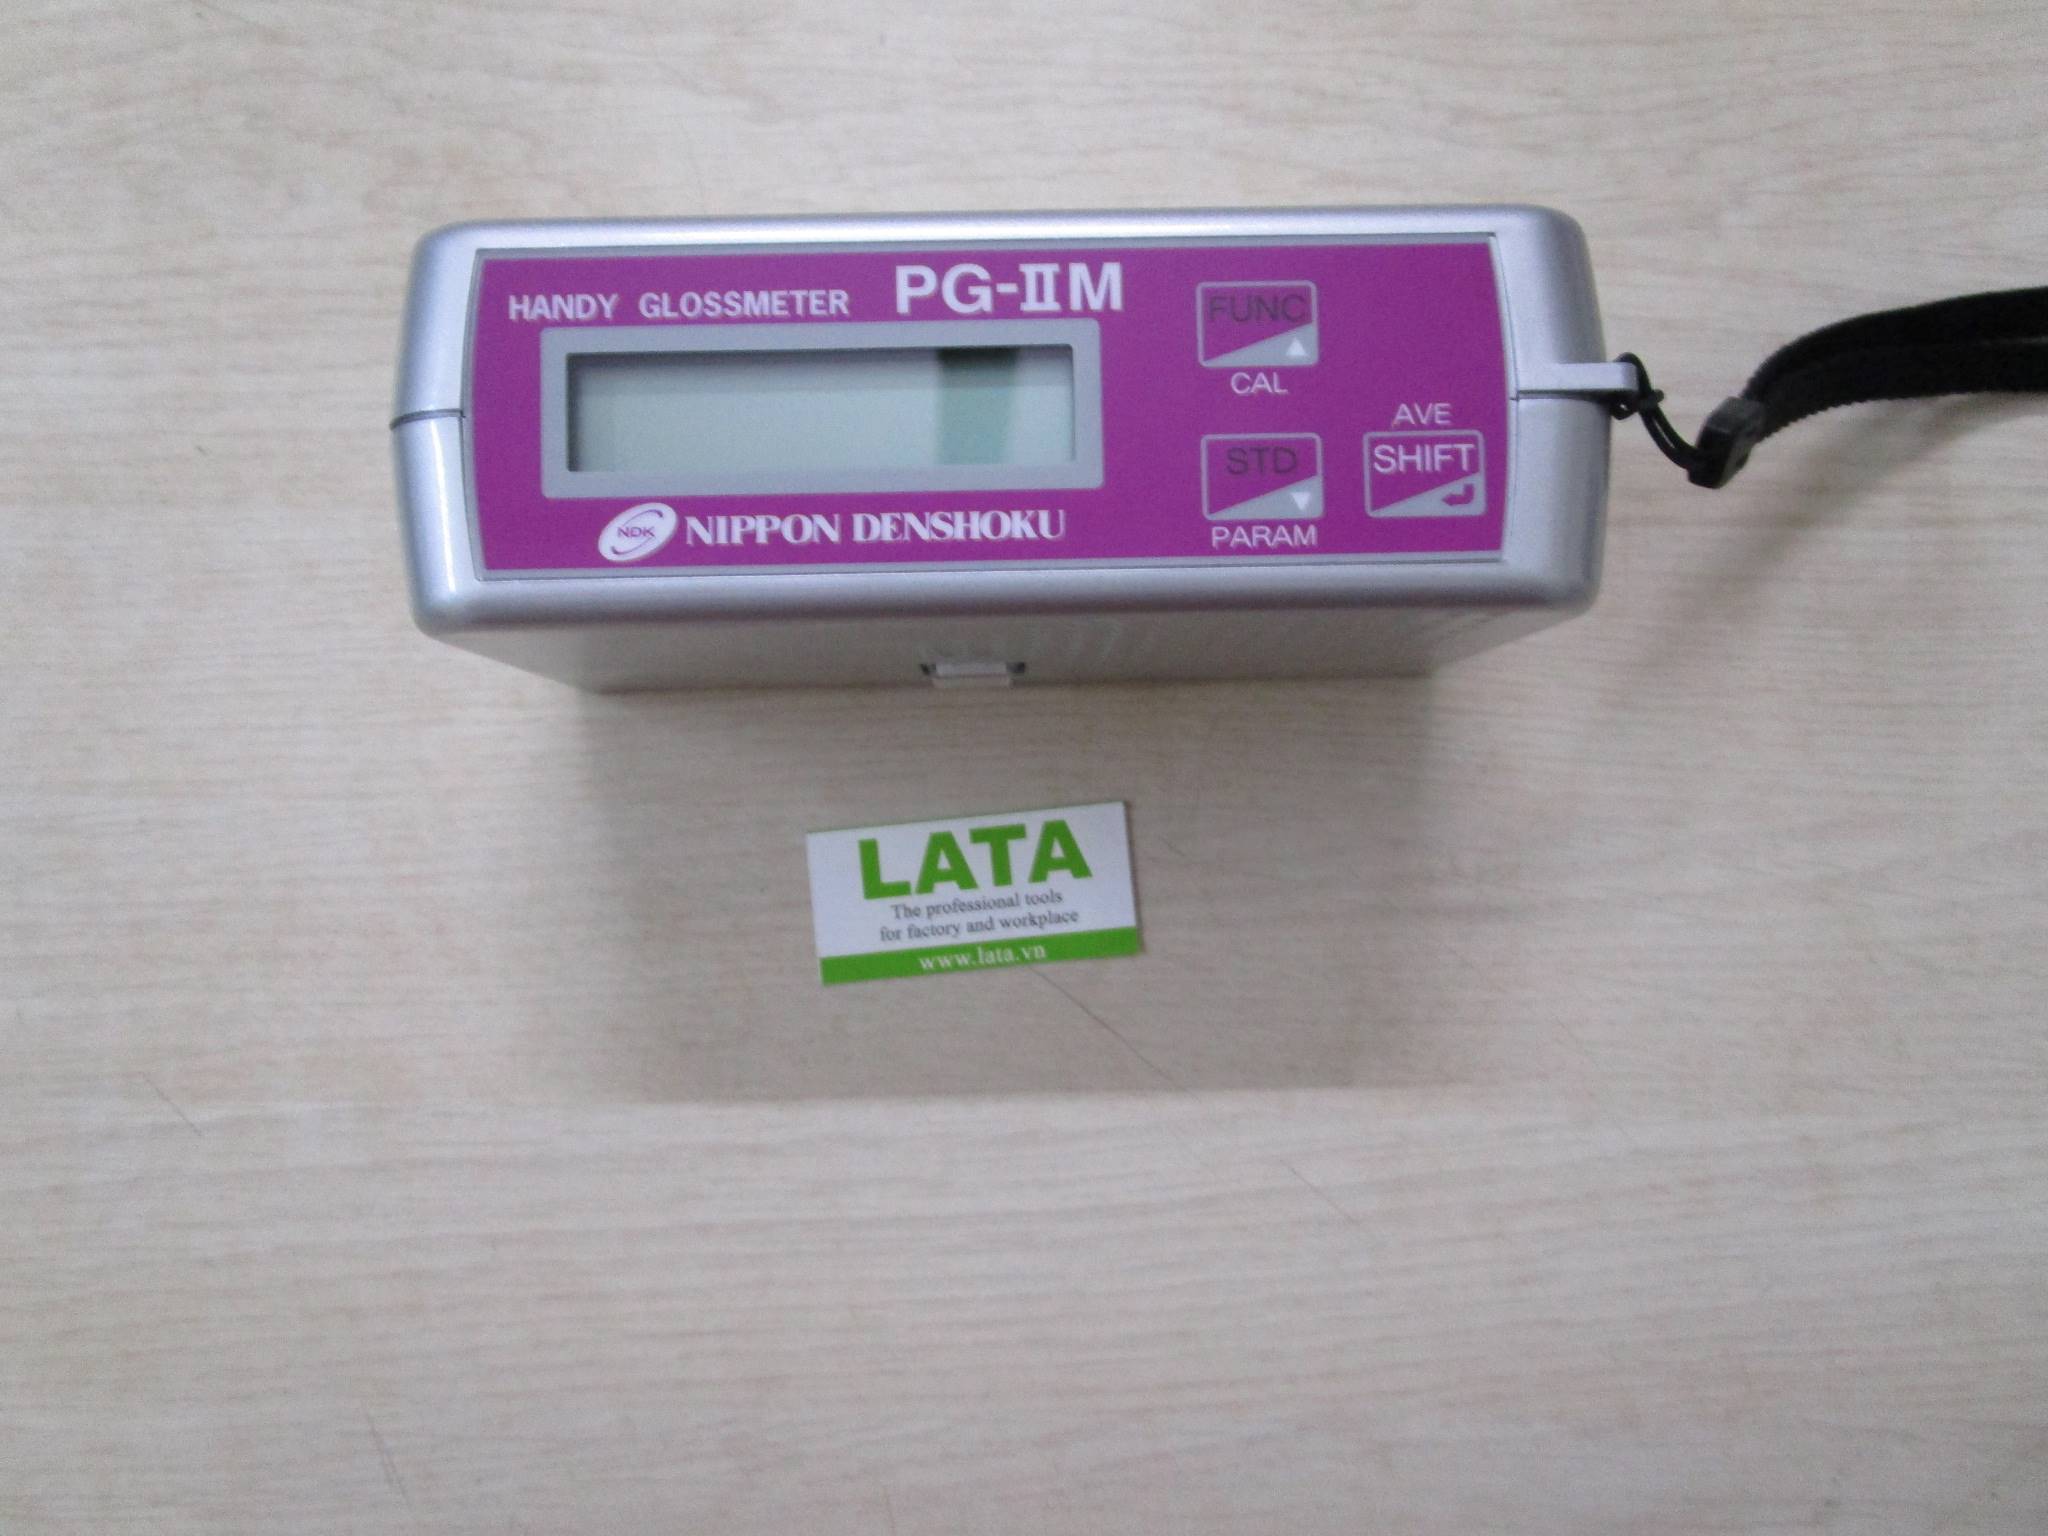 HANDY GLOSSMETER PG-ⅡM
FUNC
CAL
AVE
STD
SHIFT
PARAM
NDK NIPPON DENSHOKU
LATA
The professional tools
for factory and workplace
www.lata.vn